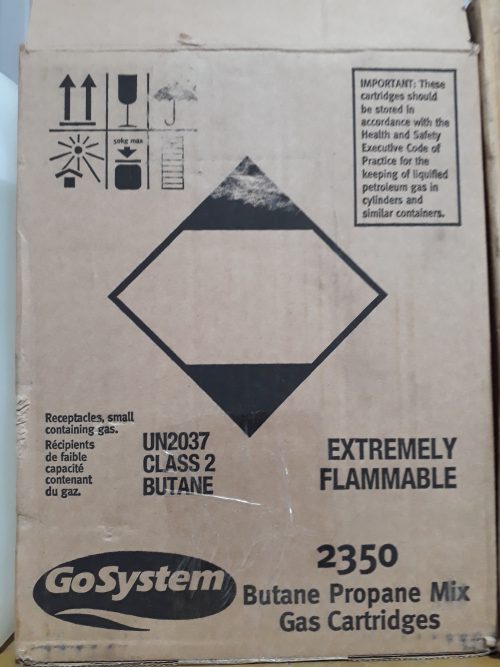 50kg max
IMPORTANT: These
cartridges should
be stored in
accordance with the
Health and Safety
Executive Code of
Practice for the
keeping of liquified
petroleum gas in
cylinders and
similar containers.
Receptacles, small
containing gas.
Récipients
de faible
capacité
contenant
du gaz.
UN2037
CLASS 2
BUTANE
EXTREMELY
FLAMMABLE
GoSystem
2350
Butane Propane Mix
Gas Cartridges